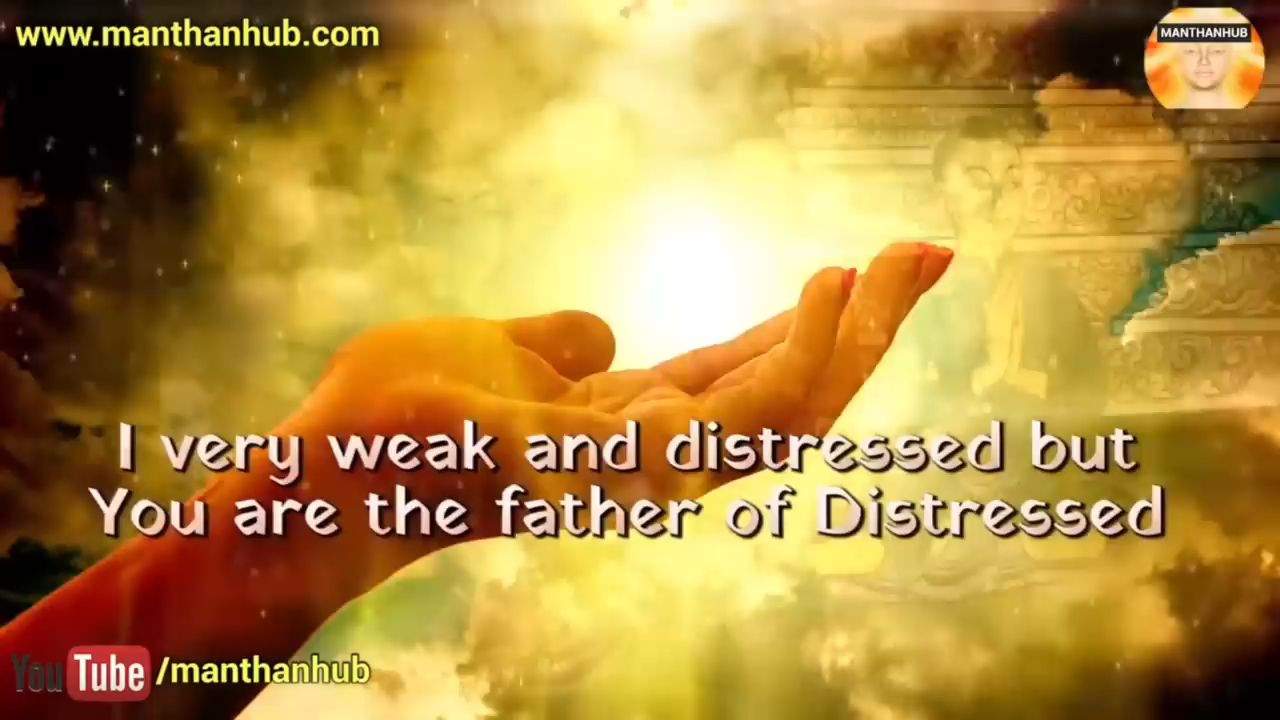 www.manthanhub.com
MANTHANHUB
I very weak and distressed but
You are the father of Distressed
YouTube /manthanhub